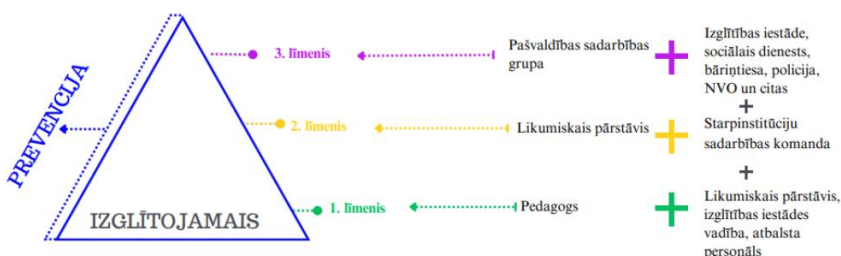 PREVENCIJA
IZGLĪTOJAMAIS
3. līmenis
Pašvaldības sadarbības
grupa
Izglītības iestāde,
sociālais dienests,
bāriņtiesa, policija,
NVO un citas
+
2. līmenis
Likumiskais pārstāvis
Starpinstitūciju
sadarbības komanda
+
1. līmenis
Pedagogs
Likumiskais pārstāvis,
izglītības iestādes
vadība, atbalsta
personāls